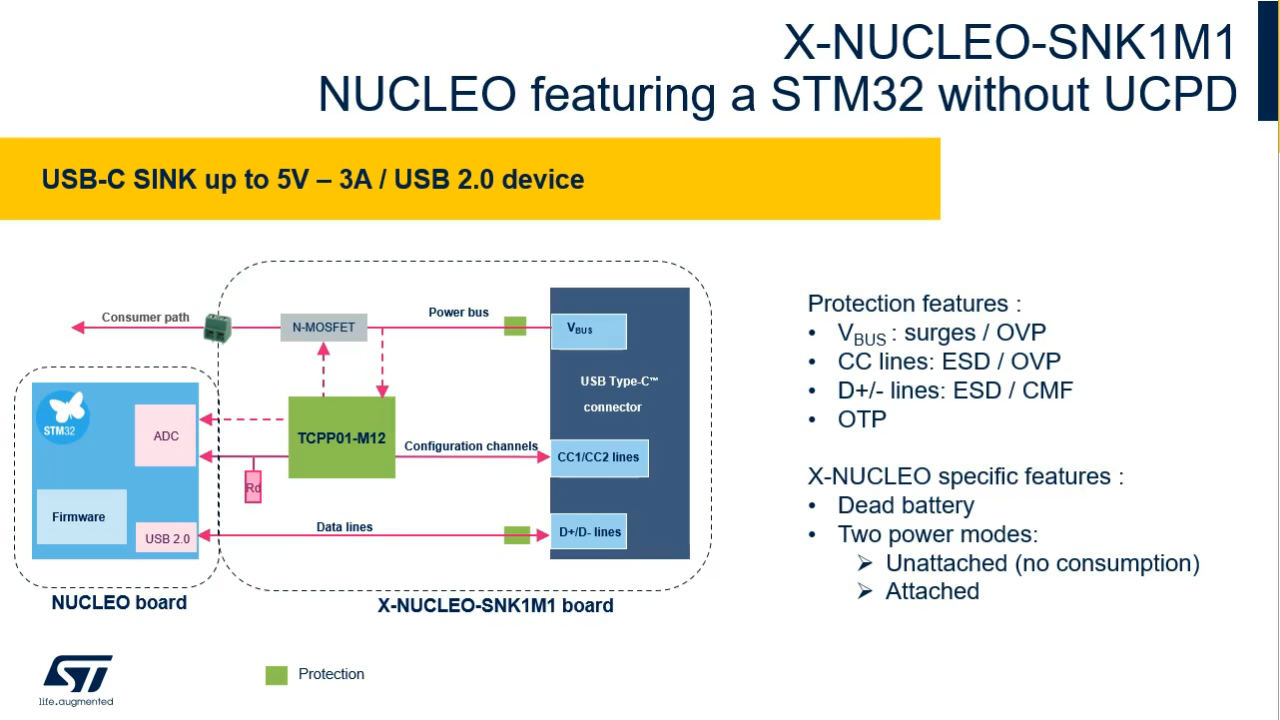 X-NUCLEO-SNK1M1
NUCLEO featuring a STM32 without UCPD
USB-C SINK up to 5V – 3A / USB 2.0 device
Consumer path
N-MOSFET
Power bus
VBUS
USB Type-C™
connector
STM32
ADC
TCPP01-M12
Configuration channels
CC1/CC2 lines
Rd
Firmware
USB 2.0
Data lines
D+/D- lines
NUCLEO board
X-NUCLEO-SNK1M1 board
Protection features :
• VBUS : surges / OVP
• CC lines: ESD / OVP
• D+/- lines: ESD / CMF
• OTP
X-NUCLEO specific features :
• Dead battery
• Two power modes:
➢ Unattached (no consumption)
➢ Attached
ST
life.augmented
Protection